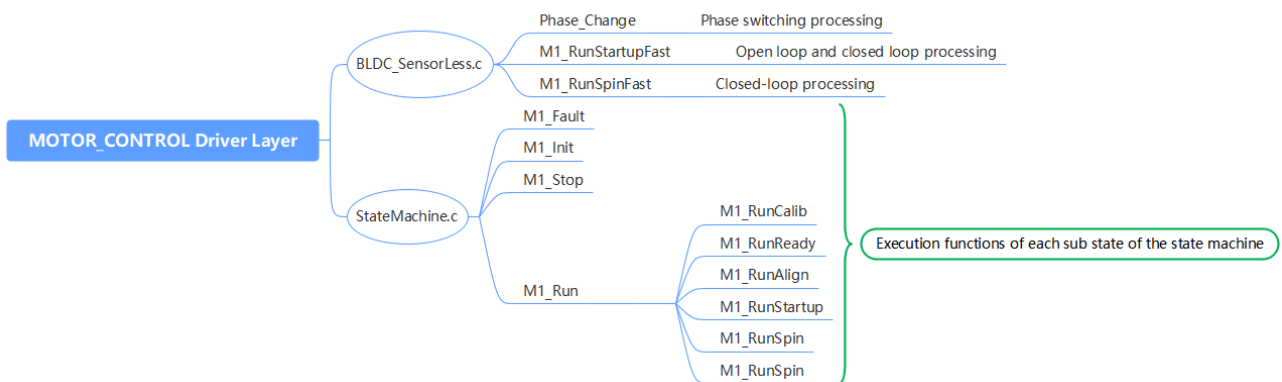 Phase_Change Phase switching processing
BLDC_SensorLess.c
M1_RunStartupFast Open loop and closed loop processing
M1_RunSpinFast Closed-loop processing
MOTOR_CONTROL Driver Layer
M1_Fault
M1_Init
M1_Stop
StateMachine.c
M1_Run
M1_RunCalib
M1_RunReady
M1_RunAlign
M1_RunStartup
M1_RunSpin
M1_RunSpin
Execution functions of each sub state of the state machine